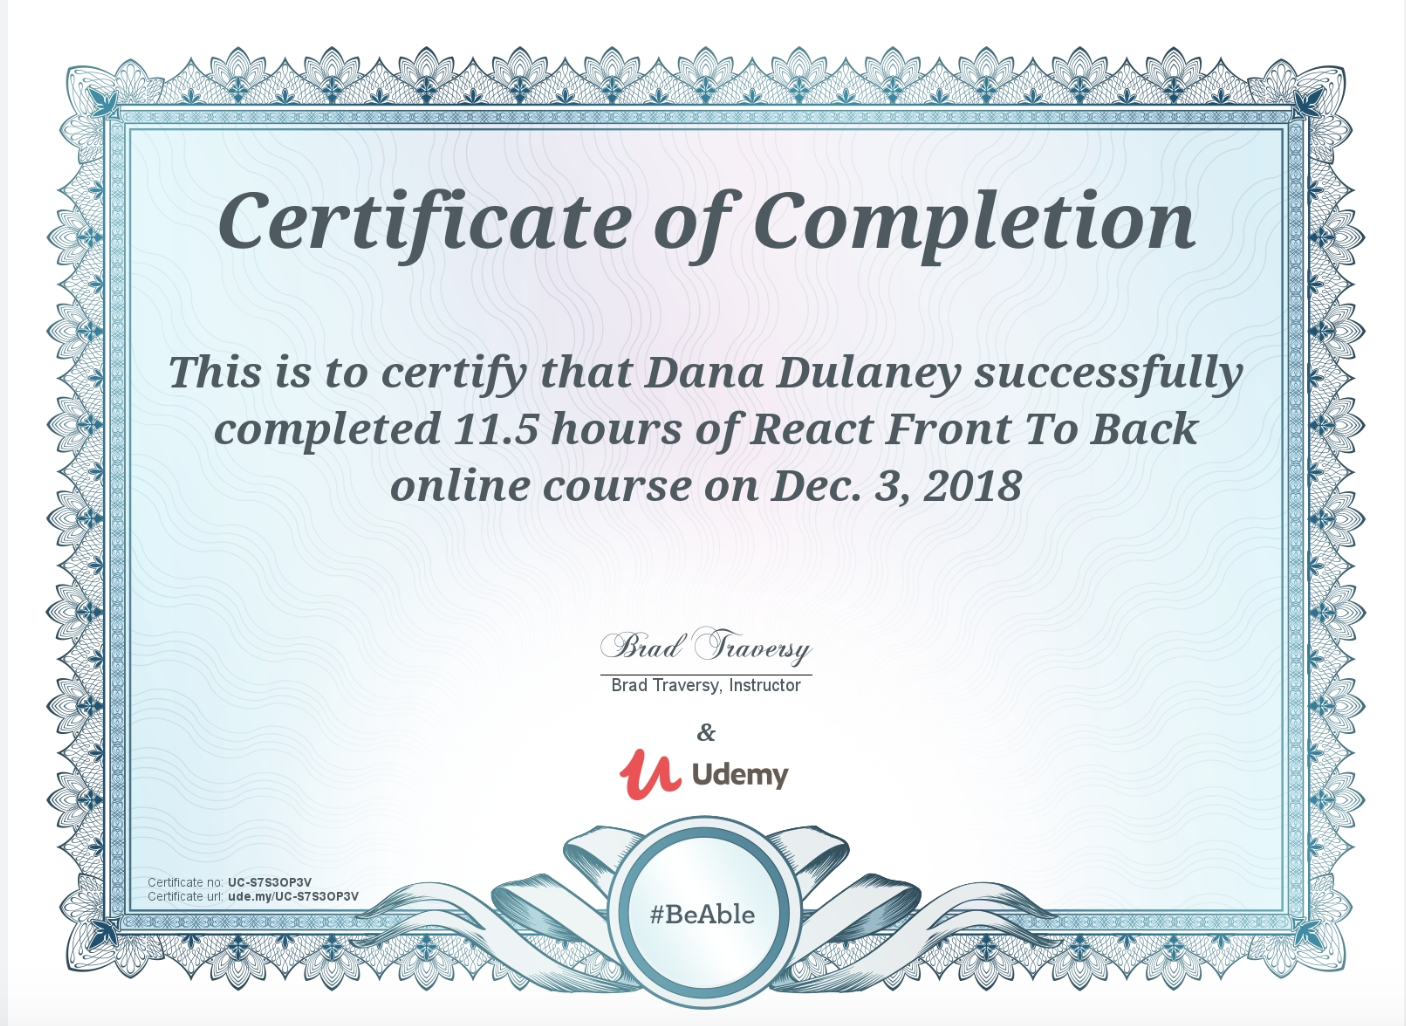 Certificate of Completion
This is to certify that Dana Dulaney successfully
completed 11.5 hours of React Front To Back
online course on Dec. 3, 2018
Brad Traversy
Brad Traversy, Instructor
&
Udemy
Certificate no: UC-S7S3OP3V
Certificate url: ude.my/UC-S7S3OP3V
#BeAble